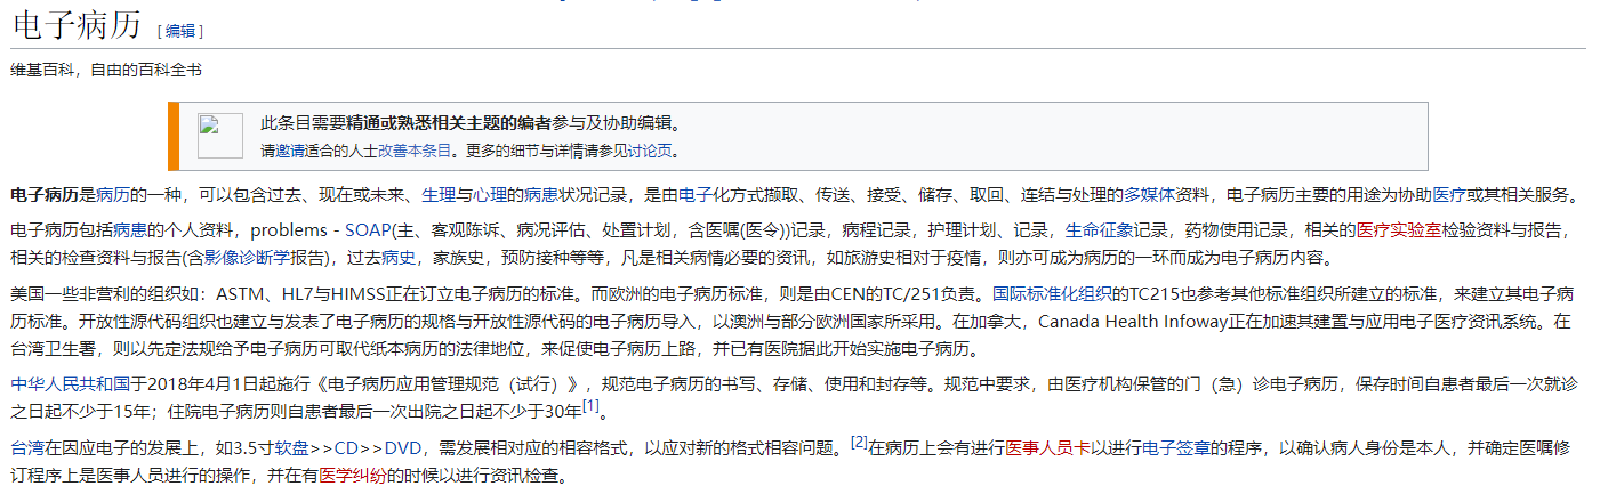 电子病历 [ 编辑 ]
维基百科，自由的百科全书
此条目需要精通或熟悉相关主题的编者参与及协助编辑。
请邀请适合的人士改善本条目。更多的细节与详情请参见讨论页。
电子病历是病历的一种，可以包含过去、现在或未来、生理与心理的病患状况记录，是由电子化方式撷取、传送、接受、储存、取回、连结与处理的多媒体资料，电子病历主要的用途为协助医疗或其相关服务。
电子病历包括病患的个人资料，problems - SOAP(主、客观陈诉、病况评估、处置计划，含医嘱(医令))记录，病程记录，护理计划、记录，生命征象记录，药物使用记录，相关的医疗实验室检验资料与报告，
相关的检查资料与报告(含影像诊断学报告)，过去病史，家族史，预防接种等等，凡是相关病情必要的资讯，如旅游史相对于疫情，则亦可成为病历的一环而成为电子病历内容。
美国一些非营利的组织如：ASTM、HL7与HIMSS正在订立电子病历的标准。而欧洲的电子病历标准，则是由CEN的TC/251负责。国际标准化组织的TC215也参考其他标准组织所建立的标准，来建立其电子病
历标准。开放性源代码组织也建立与发表了电子病历的规格与开放性源代码的电子病历导入，以澳洲与部分欧洲国家所采用。在加拿大，Canada Health Infoway正在加速其建置与应用电子医疗资讯系统。在
台湾卫生署，则以先定法规给予电子病历可取代纸本病历的法律地位，来促使电子病历上路，并已有医院据此开始实施电子病历。
中华人民共和国于2018年4月1日起施行《电子病历应用管理规范（试行）》，规范电子病历的书写、存储、使用和封存等。规范中要求，由医疗机构保管的门（急）诊电子病历，保存时间自患者最后一次就诊
之日起不少于15年；住院电子病历则自患者最后一次出院之日起不少于30年[1]。
台湾在因应电子的发展上，如3.5寸软盘>>CD>>DVD，需发展相对应的相容格式，以应对新的格式相容问题。[2]在病历上会有进行医事人员卡以进行电子签章的程序，以确认病人身份是本人，并确定医嘱修
订程序上是医事人员进行的操作，并在有医学纠纷的时候以进行资讯检查。